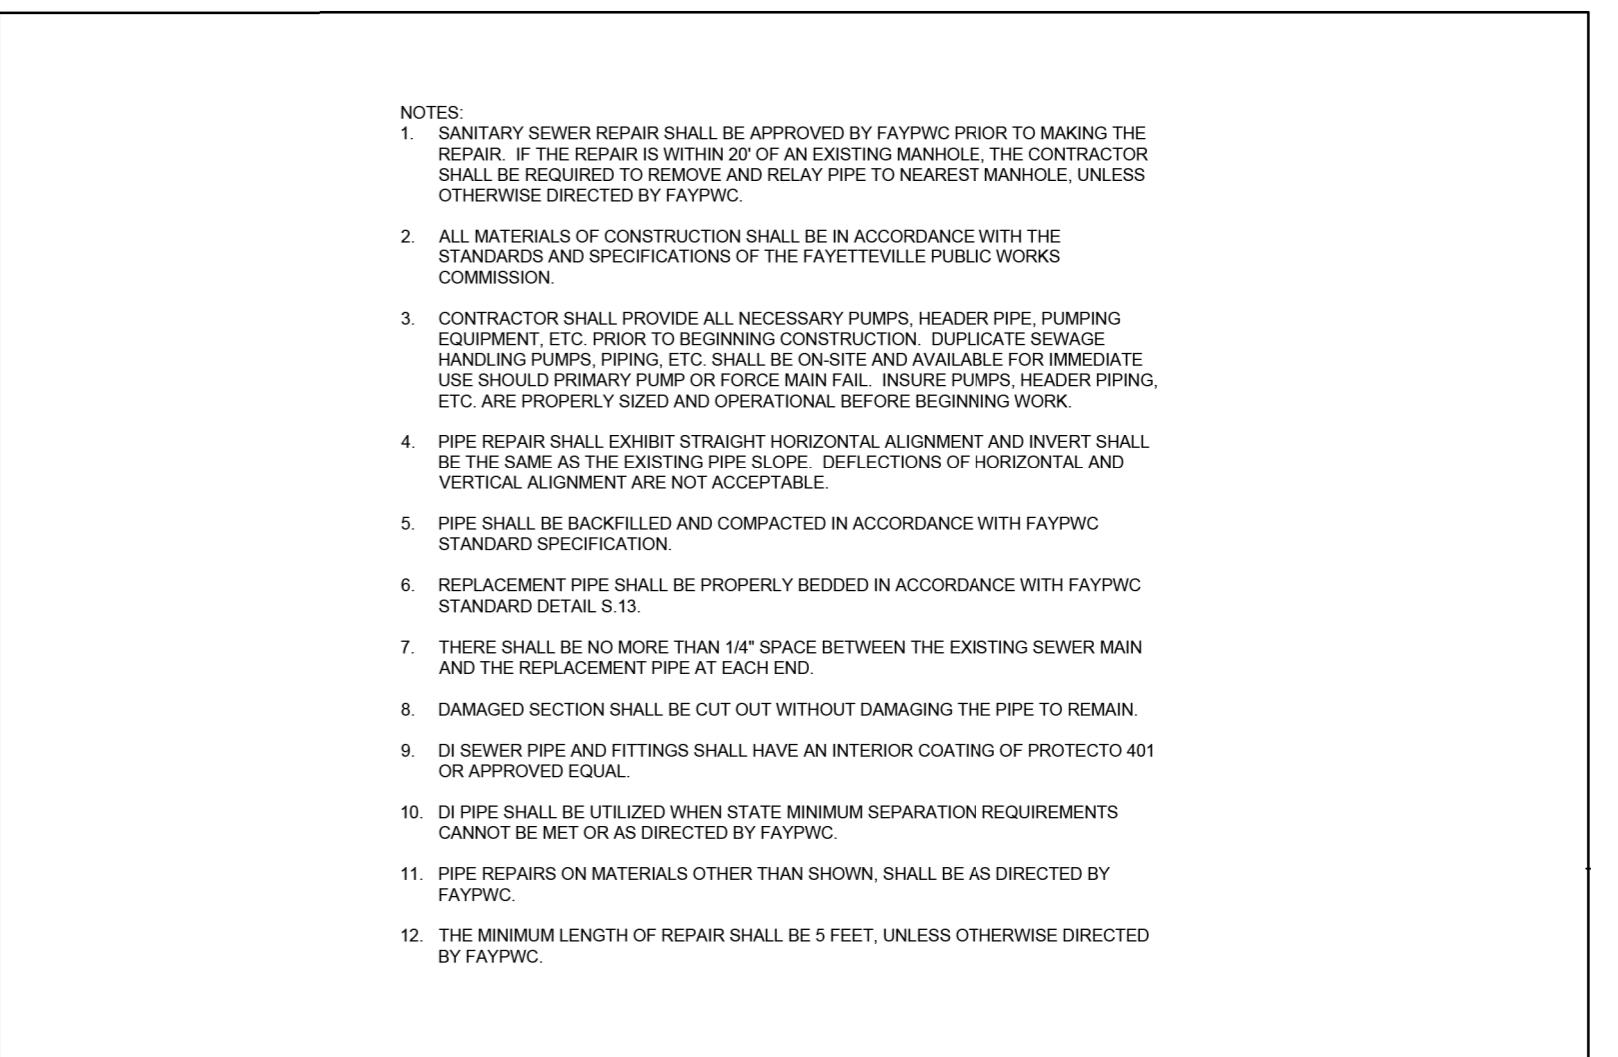 NOTES:
1. SANITARY SEWER REPAIR SHALL BE APPROVED BY FAYPWC PRIOR TO MAKING THE
REPAIR. IF THE REPAIR IS WITHIN 20' OF AN EXISTING MANHOLE, THE CONTRACTOR
SHALL BE REQUIRED TO REMOVE AND RELAY PIPE TO NEAREST MANHOLE, UNLESS
OTHERWISE DIRECTED BY FAYPWC.
2. ALL MATERIALS OF CONSTRUCTION SHALL BE IN ACCORDANCE WITH THE
STANDARDS AND SPECIFICATIONS OF THE FAYETTEVILLE PUBLIC WORKS
COMMISSION.
3. CONTRACTOR SHALL PROVIDE ALL NECESSARY PUMPS, HEADER PIPE, PUMPING
EQUIPMENT, ETC. PRIOR TO BEGINNING CONSTRUCTION. DUPLICATE SEWAGE
HANDLING PUMPS, PIPING, ETC. SHALL BE ON-SITE AND AVAILABLE FOR IMMEDIATE
USE SHOULD PRIMARY PUMP OR FORCE MAIN FAIL. INSURE PUMPS, HEADER PIPING,
ETC. ARE PROPERLY SIZED AND OPERATIONAL BEFORE BEGINNING WORK.
4. PIPE REPAIR SHALL EXHIBIT STRAIGHT HORIZONTAL ALIGNMENT AND INVERT SHALL
BE THE SAME AS THE EXISTING PIPE SLOPE. DEFLECTIONS OF HORIZONTAL AND
VERTICAL ALIGNMENT ARE NOT ACCEPTABLE.
5. PIPE SHALL BE BACKFILLED AND COMPACTED IN ACCORDANCE WITH FAYPWC
STANDARD SPECIFICATION.
6. REPLACEMENT PIPE SHALL BE PROPERLY BEDDED IN ACCORDANCE WITH FAYPWC
STANDARD DETAIL S.13.
7. THERE SHALL BE NO MORE THAN 1/4" SPACE BETWEEN THE EXISTING SEWER MAIN
AND THE REPLACEMENT PIPE AT EACH END.
8. DAMAGED SECTION SHALL BE CUT OUT WITHOUT DAMAGING THE PIPE TO REMAIN.
9. DI SEWER PIPE AND FITTINGS SHALL HAVE AN INTERIOR COATING OF PROTECTO 401
OR APPROVED EQUAL.
10. DI PIPE SHALL BE UTILIZED WHEN STATE MINIMUM SEPARATION REQUIREMENTS
CANNOT BE MET OR AS DIRECTED BY FAYPWC.
11. PIPE REPAIRS ON MATERIALS OTHER THAN SHOWN, SHALL BE AS DIRECTED BY
FAYPWC.
12. THE MINIMUM LENGTH OF REPAIR SHALL BE 5 FEET, UNLESS OTHERWISE DIRECTED
BY FAYPWC.